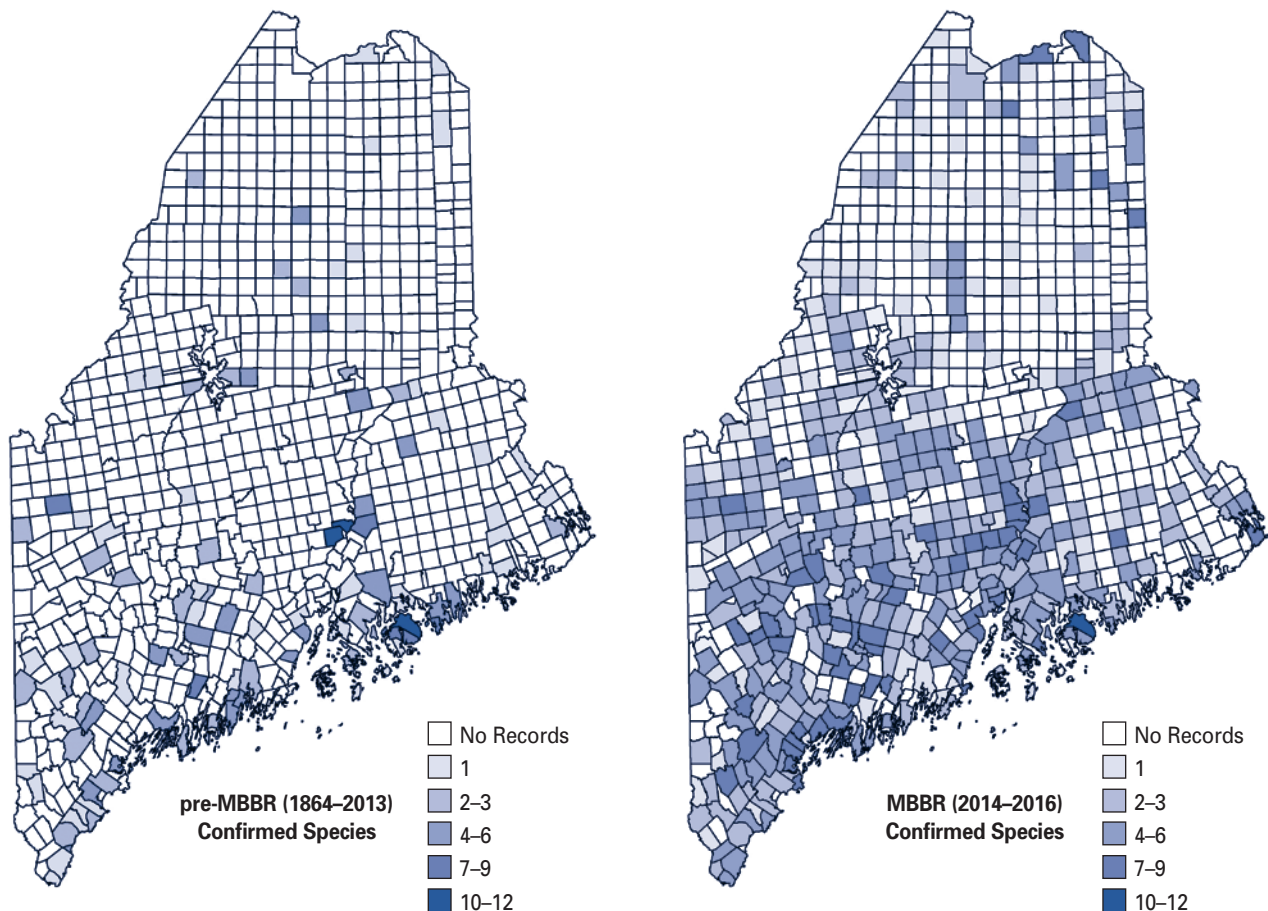 No Records
1
2–3
4–6
7–9
10–12
pre-MBBR (1864–2013)
Confirmed Species
No Records
1
2–3
4–6
7–9
10–12
MBBR (2014–2016)
Confirmed Species